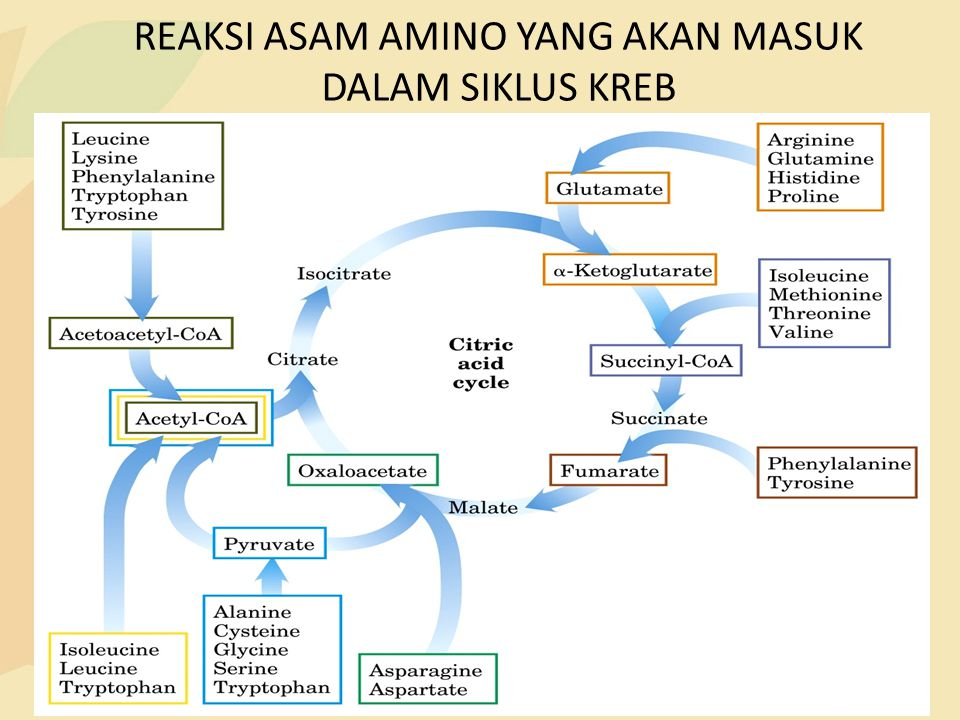 REAKSI ASAM AMINO YANG AKAN MASUK
DALAM SIKLUS KREB
Leucine
Lysine
Phenylalanine
Tryptophan
Tyrosine
Arginine
Glutamine
Histidine
Proline
Glutamate
Isocitrate
α-Ketoglutarate
Isoleucine
Methionine
Threonine
Valine
Acetoacetyl-CoA
Citrate
Citric
acid
cycle
Succinyl-CoA
Acetyl-CoA
Succinate
Oxaloacetate
Fumarate
Phenylalanine
Tyrosine
Malate
Pyruvate
Isoleucine
Leucine
Tryptophan
Alanine
Cysteine
Glycine
Serine
Tryptophan
Asparagine
Aspartate